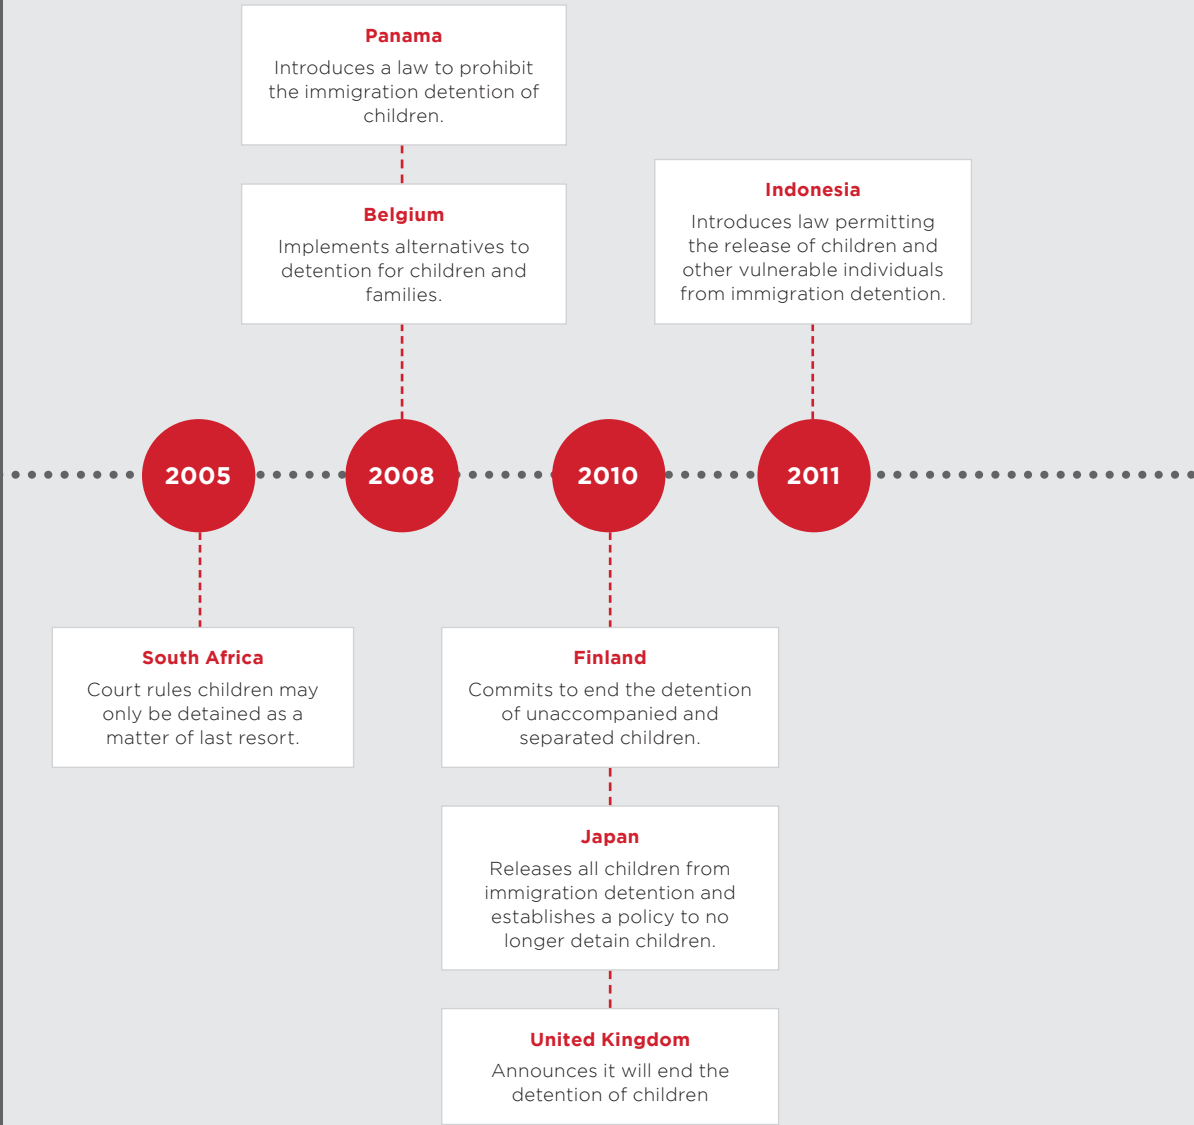 Panama
Introduces a law to prohibit
the immigration detention of
children.
Belgium
Implements alternatives to
detention for children and
families.
Indonesia
Introduces law permitting
the release of children and
other vulnerable individuals
from immigration detention.
2005
2008
2010
2011
South Africa
Court rules children may
only be detained as a
matter of last resort.
Finland
Commits to end the detention
of unaccompanied and
separated children.
Japan
Releases all children from
immigration detention and
establishes a policy to no
longer detain children.
United Kingdom
Announces it will end the
detention of children